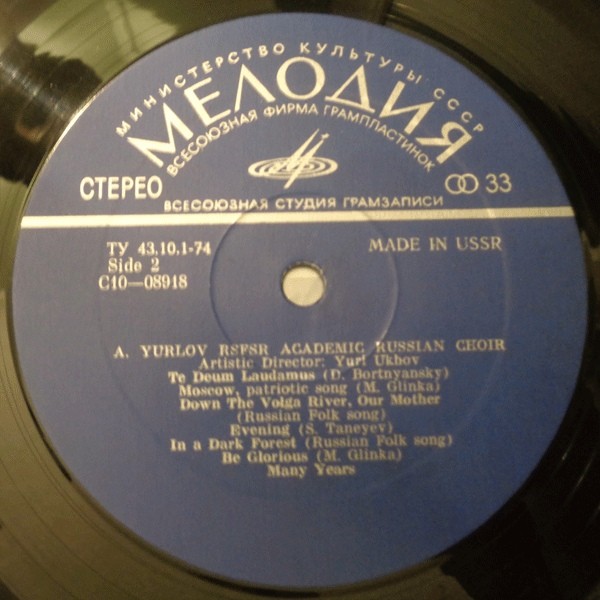 МИНИСТЕРСТВО КУЛЬТУРЫ СССР
МЕЛОДИЯ
ВСЕСОЮЗНАЯ ФИРМА ГРАМПЛАСТИНОК
СТЕРЕО
33
ВСЕСОЮЗНАЯ СТУДИЯ ГРАМЗАПИСИ
ТУ 43.10.1-74
MADE IN USSR
Side 2
С10—08918
A. YURLOV RSFSR ACADEMIC RUSSIAN CHOIR
Artistic Director: Yuri Ukhov
Te Deum Laudamus (D. Bortnyansky)
Moscow, patriotic song (M. Glinka)
Down The Volga River, Our Mother
(Russian Folk song)
Evening (S. Taneyev)
In a Dark Forest (Russian Folk song)
Be Glorious (M. Glinka)
Many Years